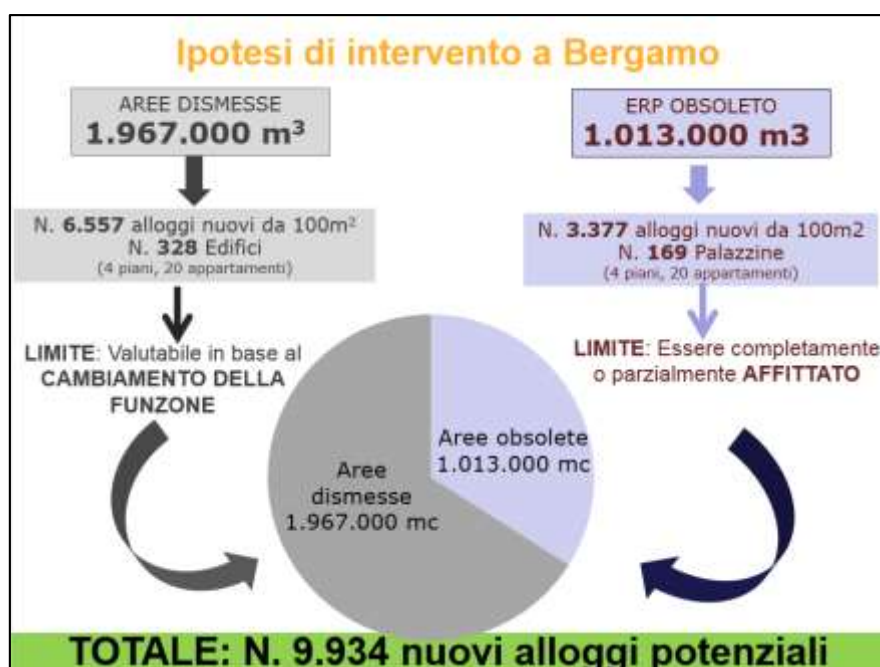 Ipotesi di intervento a Bergamo
AREE DISMESSE
1.967.000 m³
N. 6.557 alloggi nuovi da 100m²
N. 328 Edifici
(4 piani, 20 appartamenti)
LIMITE: Valutabile in base al
CAMBIAMENTO DELLA
FUNZONE
ERP OBSOLETO
1.013.000 m3
N. 3.377 alloggi nuovi da 100m2
N. 169 Palazzine
(4 piani, 20 appartamenti)
LIMITE: Essere completamente
o parzialmente AFFITTATO
Aree obsolete
1.013.000 mc
Aree
dismesse
1.967.000 mc
TOTALE: N. 9.934 nuovi alloggi potenziali